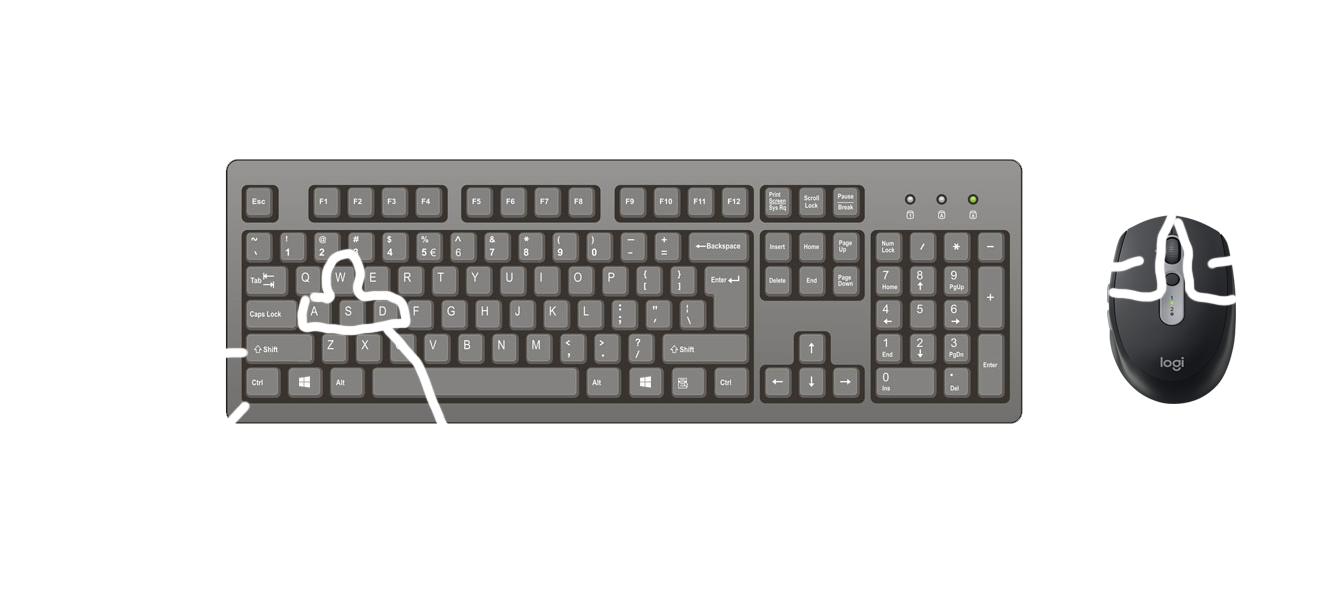 Esc F1 F2 F3 F4 F5 F6 F7 F8 F9 F10 F11 F12 Print Screen Sys Rq Scroll Lock Pause Break
~ ` ! 1 @ 2 # $ 4 % 5 € ^ 6 & 7 * 8 ( 9 ) 0 – - + = ←Backspace Insert Home Page Up Num Lock / * –
Tab Q W E R T Y U I O P { [ } ] Enter Delete End Page Down 7 Home 8 ↑ 9 PgUp +
Caps Lock A S D F G H J K L : ; " , | \ 4 ← 5 6 →
Shift Z X V B N M < , > . ? / Shift ↑ 1 End 2 ↓ 3 PgDn Enter
Ctrl Alt Alt Ctrl ← ↓ → 0 Ins . Del
logi